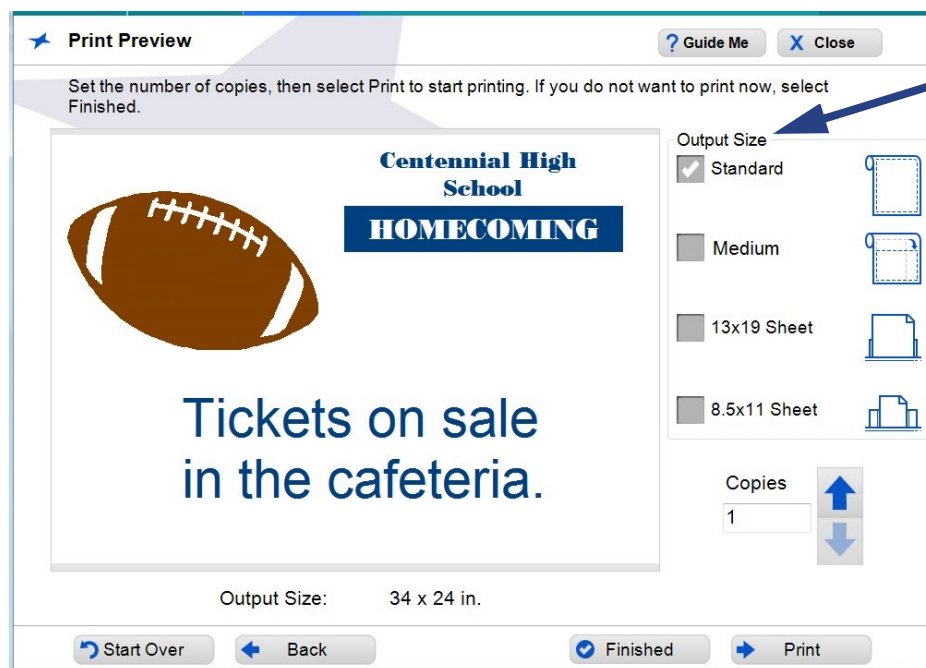 Print Preview
? Guide Me
X Close
Set the number of copies, then select Print to start printing. If you do not want to print now, select
Finished.
Centennial High
School
HOMECOMING
Tickets on sale
in the cafeteria.
Output Size
Standard
Medium
13x19 Sheet
8.5x11 Sheet
Copies
1
Output Size: 34 x 24 in.
Start Over
Back
Finished
Print